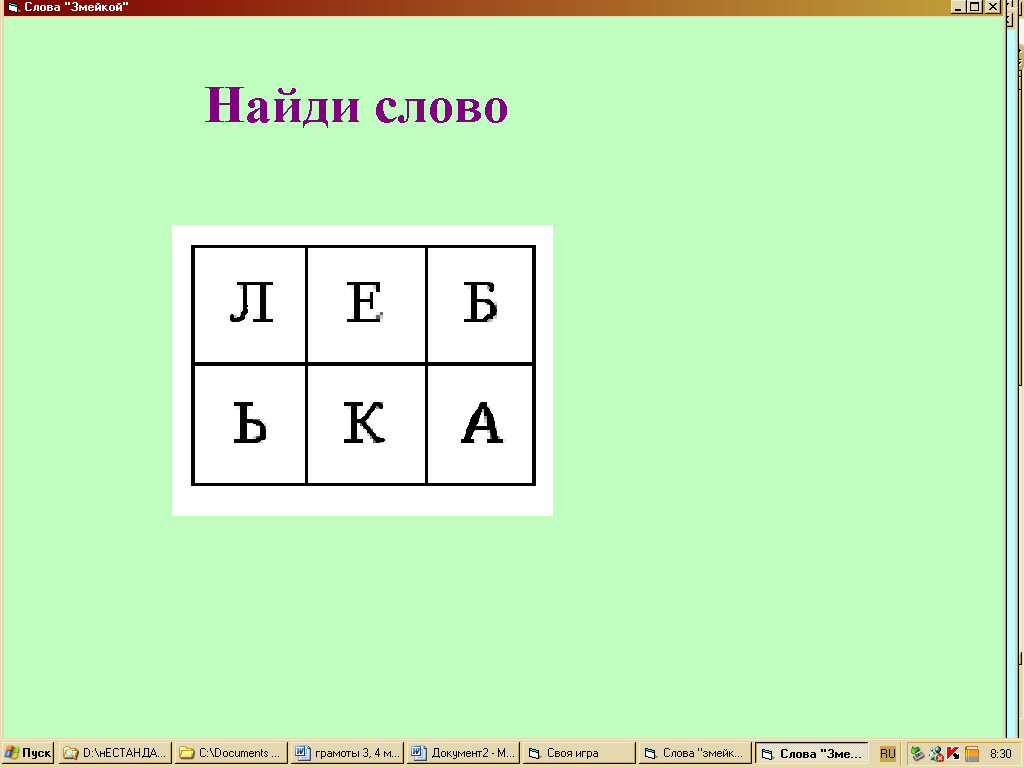 Слова "Змейкой"
Найди слово
Л Е Б
Ь К А
Пуск D:\нЕСТАНДА... C:\Documents ... грамоты 3, 4 м... Документ2 - М... Своя игра Слова "змейк... Слова "Зме... RU 8:30